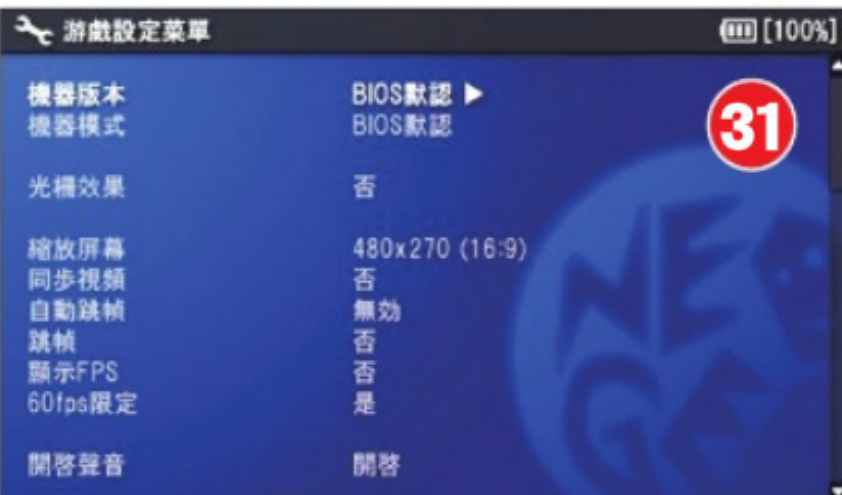 游戲設定菜單 [100%]
31
機器版本 BIOS默認 ▶
機器模式 BIOS默認
光柵效果 否
縮放屏幕 480x270 (16:9)
同步視頻 否
自動跳幀 無効
跳幀 否
顯示FPS 否
60fps限定 是
開啓聲音 開啓
NEO
GEO